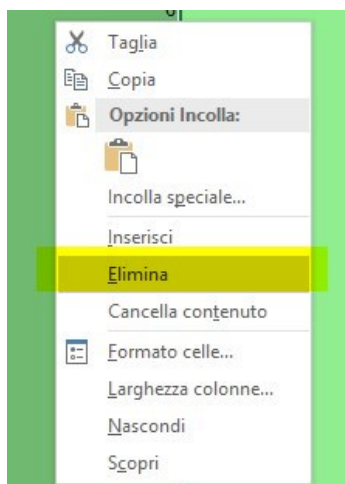 Taglia
Copia
Opzioni Incolla:
Incolla speciale...
Inserisci
Elimina
Cancella contenuto
Formato celle...
Larghezza colonne...
Nascondi
Scopri